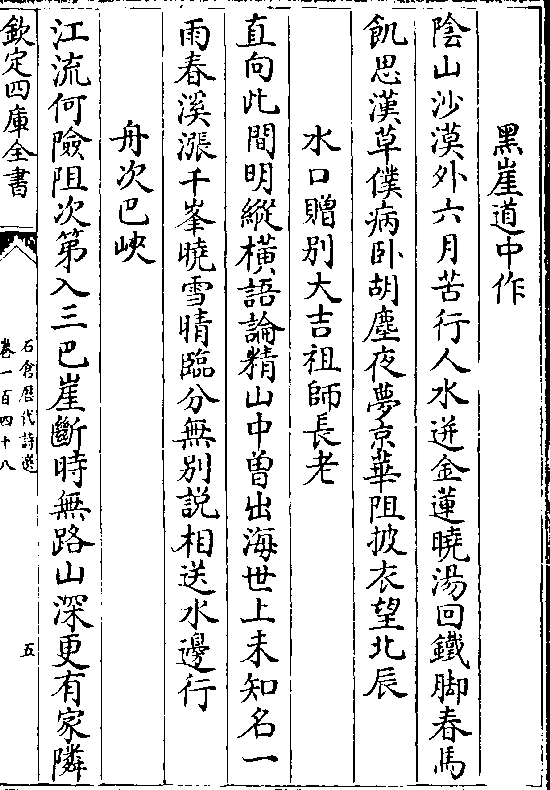 黑崖道中作
陰山沙漠外六月苦行人水迸金蓮曉湯回鐵脚春馬
飢思漢草僕病臥胡塵夜夢京華阻披衣望北辰
水口贈别大吉祖師長老
直向此間明縱橫語論精山中曾出海世上未知名一
雨春溪漲千峯曉雪晴臨分無别説相送水邊行
舟次巴峽
江流何險阻次第入三巴崖斷時無路山深更有家隣
欽定四庫全書
石倉歴代詩選
卷一百四十八
五